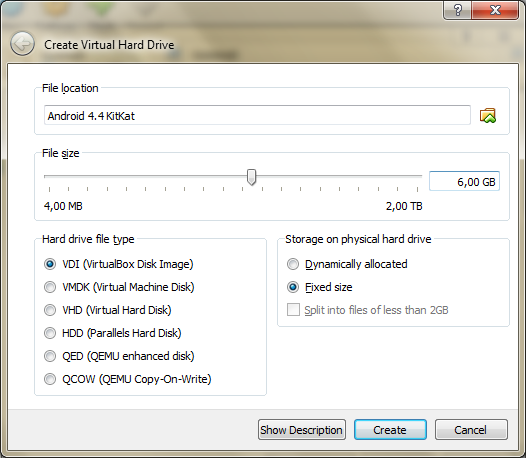 Create Virtual Hard Drive
File location
Android 4.4 KitKat
File size
6,00 GB
4,00 MB 2,00 TB
Hard drive file type
VDI (VirtualBox Disk Image)
VMDK (Virtual Machine Disk)
VHD (Virtual Hard Disk)
HDD (Parallels Hard Disk)
QED (QEMU enhanced disk)
QCOW (QEMU Copy-On-Write)
Storage on physical hard drive
Dynamically allocated
Fixed size
Split into files of less than 2GB
Show Description Create Cancel